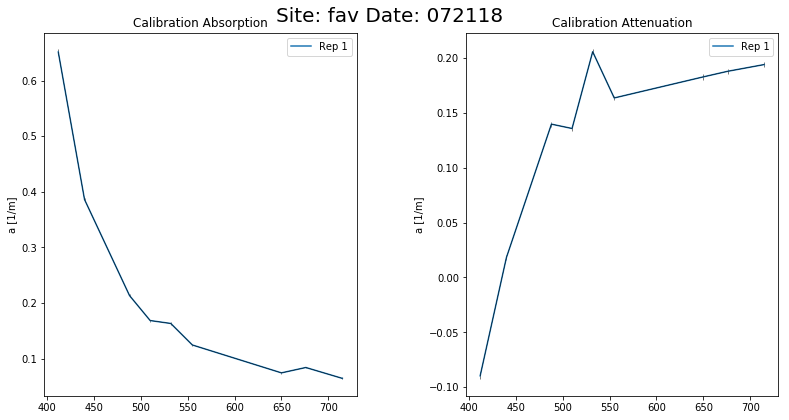 Site: fav Date: 072118
Calibration Absorption
Rep 1
a [1/m]
0.6
0.5
0.4
0.3
0.2
0.1
400 450 500 550 600 650 700
Calibration Attenuation
Rep 1
a [1/m]
0.20
0.15
0.10
0.05
0.00
−0.05
−0.10
400 450 500 550 600 650 700